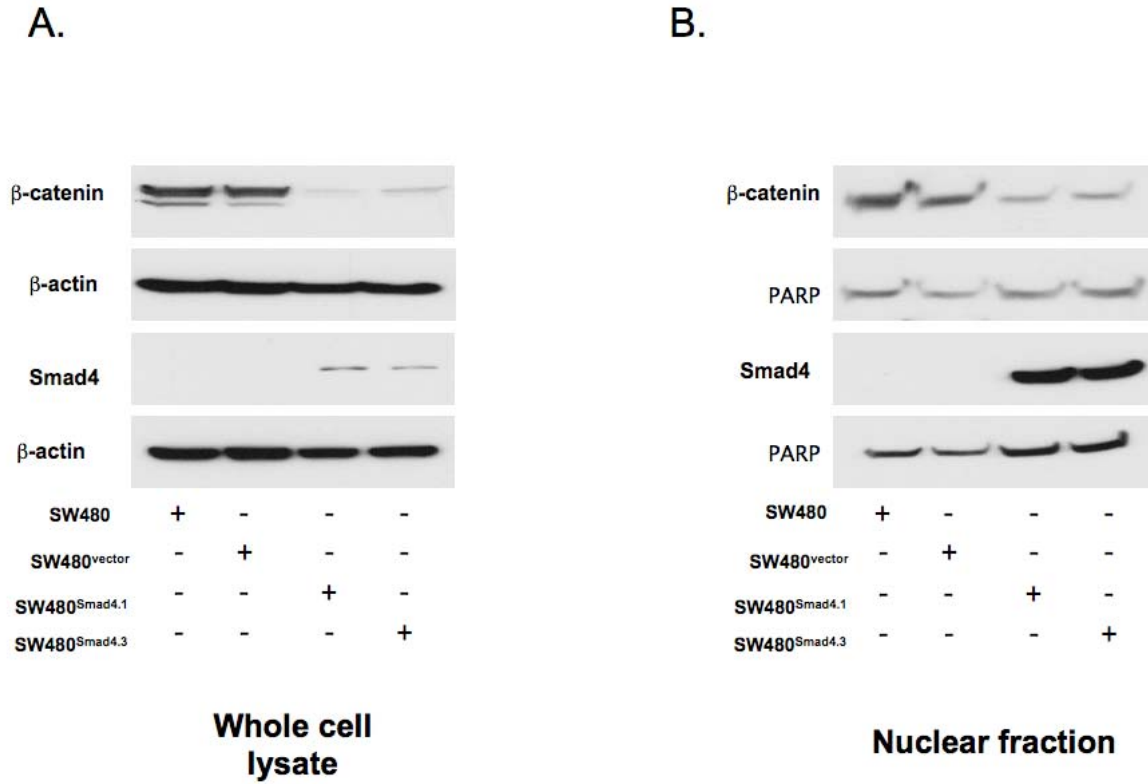 A.
β-catenin
β-actin
Smad4
β-actin
SW480 + - - -
SW480vector - + - -
SW480Smad4.1 - - + -
SW480Smad4.3 - - - +
Whole cell
lysate
B.
β-catenin
PARP
Smad4
PARP
SW480 + - - -
SW480vector - + - -
SW480Smad4.1 - - + -
SW480Smad4.3 - - - +
Nuclear fraction